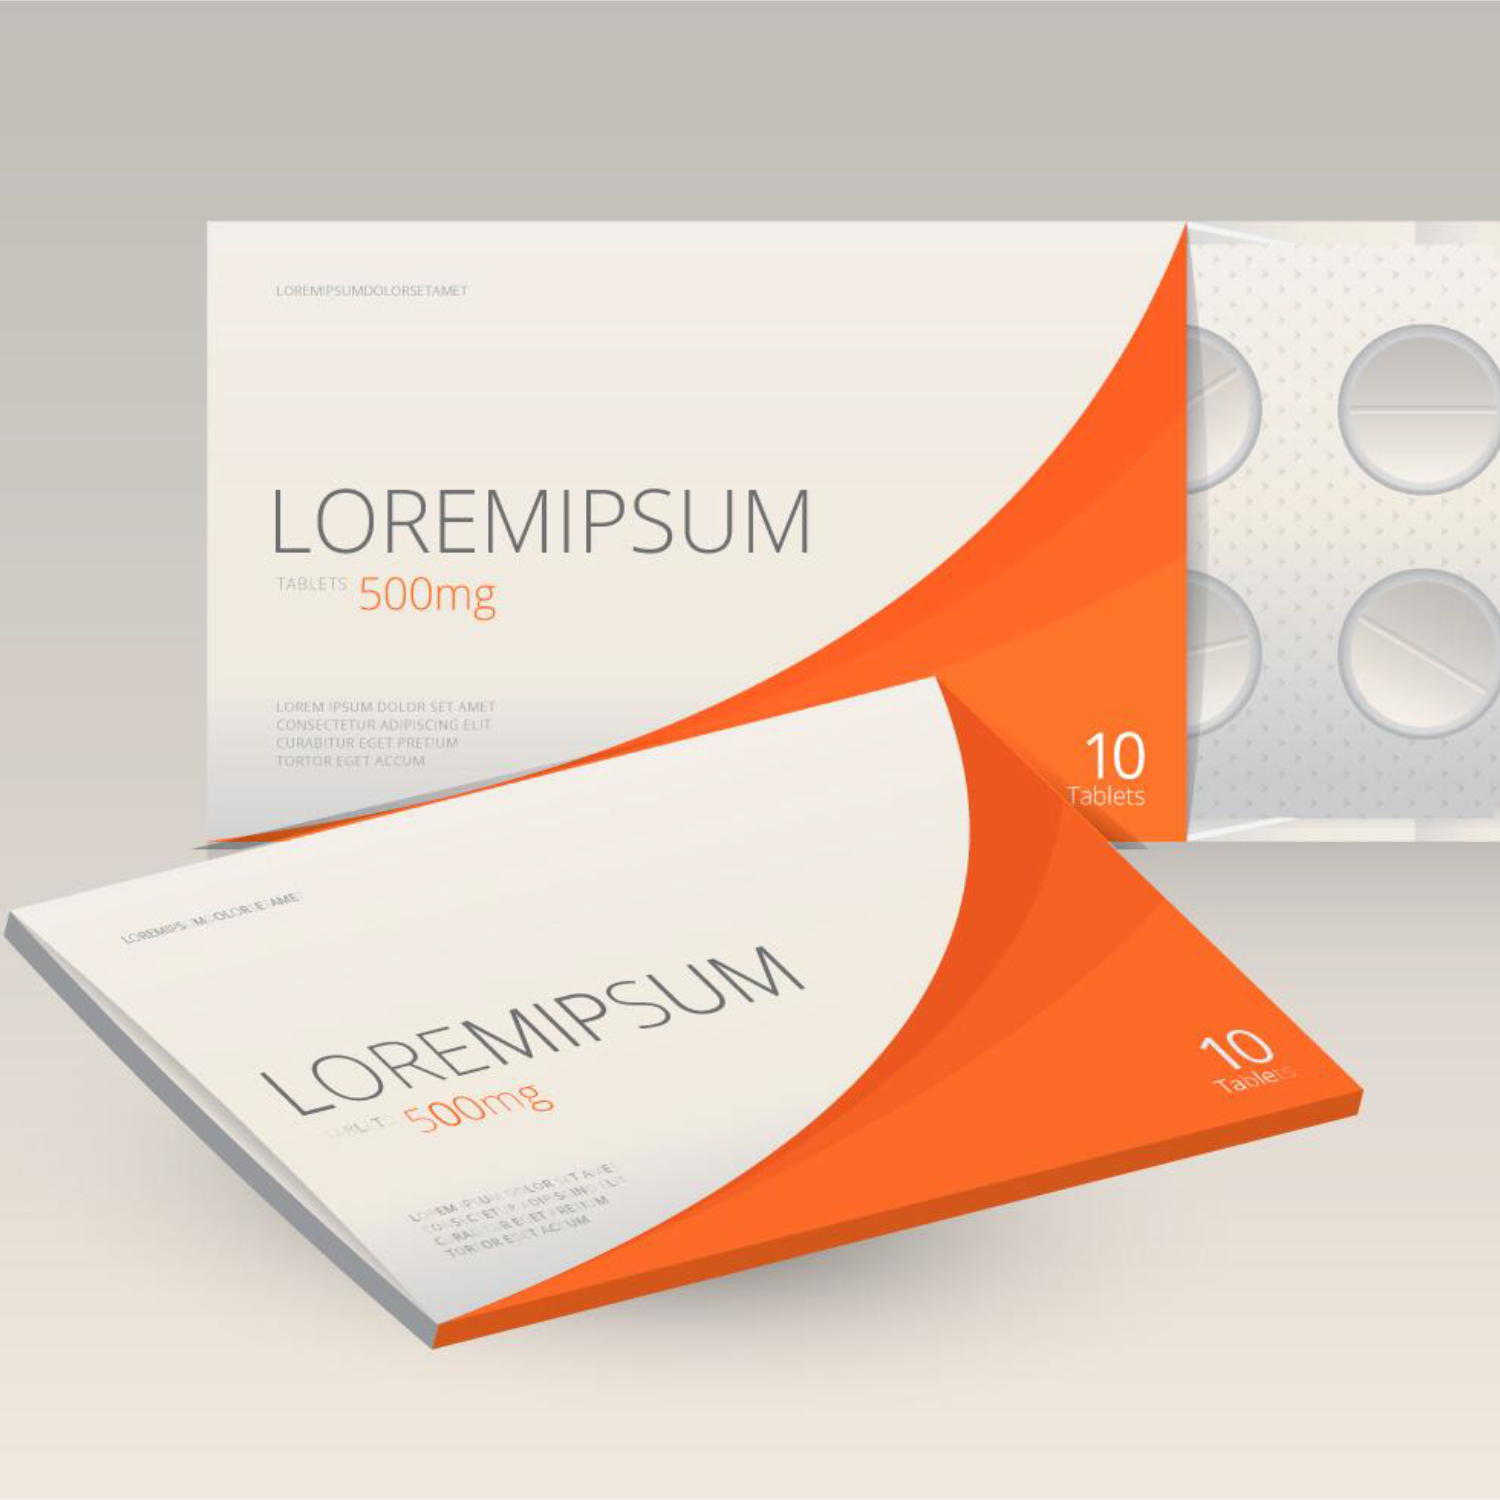 LOREMIPSUMDOLORSETAMET
LOREMIPSUM
TABLETS 500mg
LOREM IPSUM DOLOR SET AMET
CONSECTETUR ADIPISCING ELIT
CURABITUR EGET PRETIUM
TORTOR EGET ACCUM
10
Tablets
LOREMIPSUM
500mg
10
Tablets